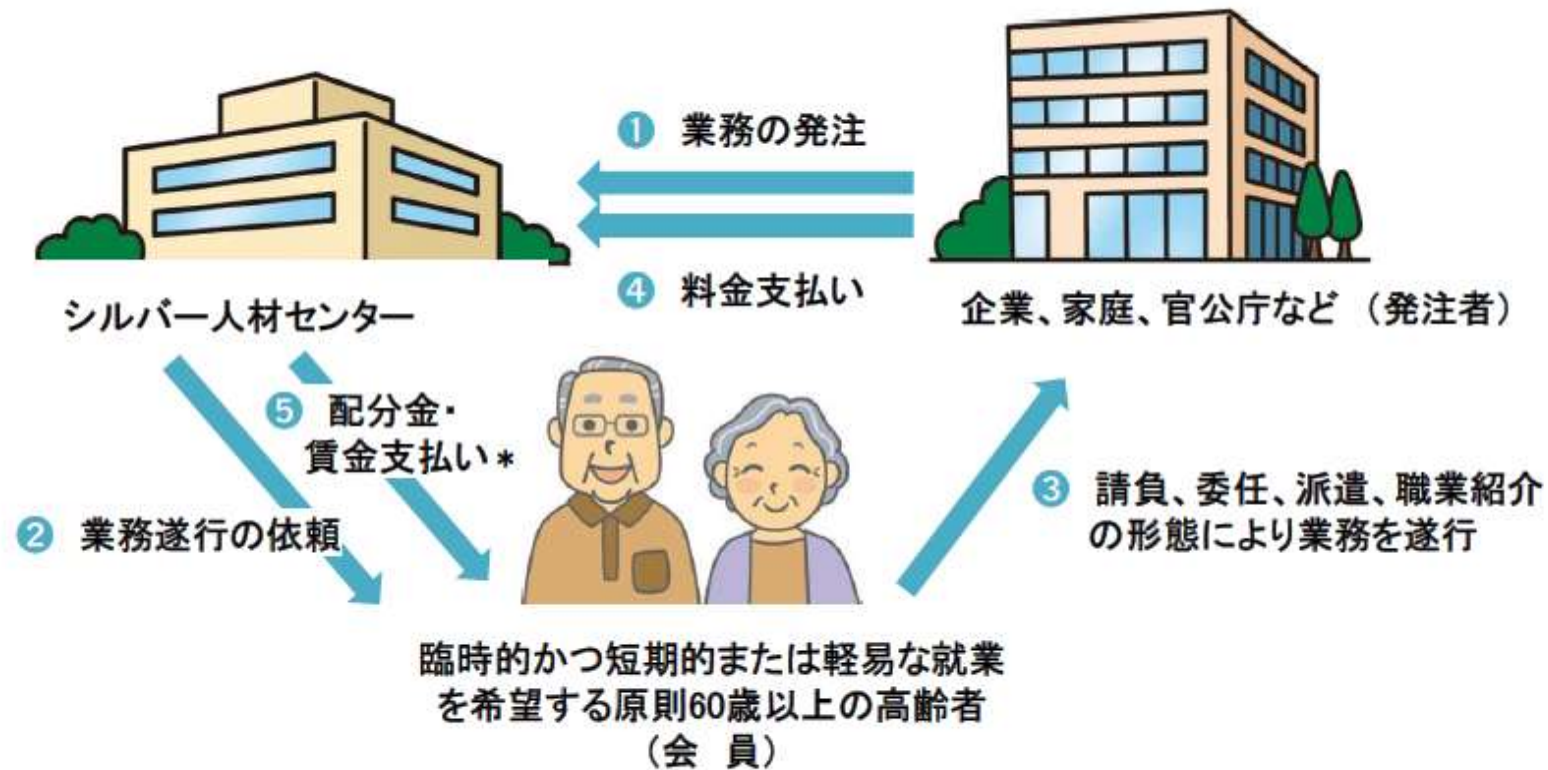 ❶ 業務の発注
❹ 料金支払い
シルバー人材センター
企業、家庭、官公庁など (発注者)
❺ 配分金・
賃金支払い*
❷ 業務遂行の依頼
❸ 請負、委任、派遣、職業紹介
の形態により業務を遂行
臨時的かつ短期的または軽易な就業
を希望する原則60歳以上の高齢者
(会 員)